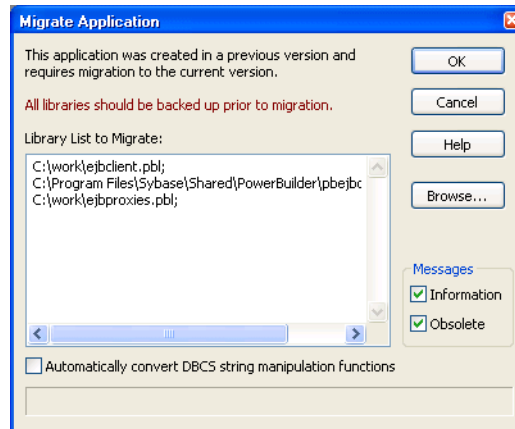 Migrate Application
This application was created in a previous version and
requires migration to the current version.
All libraries should be backed up prior to migration.
Library List to Migrate:
C:\work\ejbclient.pbl;
C:\Program Files\Sybase\Shared\PowerBuilder\pbejbc
C:\work\ejbproxies.pbl;
OK
Cancel
Help
Browse...
Messages
Information
Obsolete
Automatically convert DBCS string manipulation functions